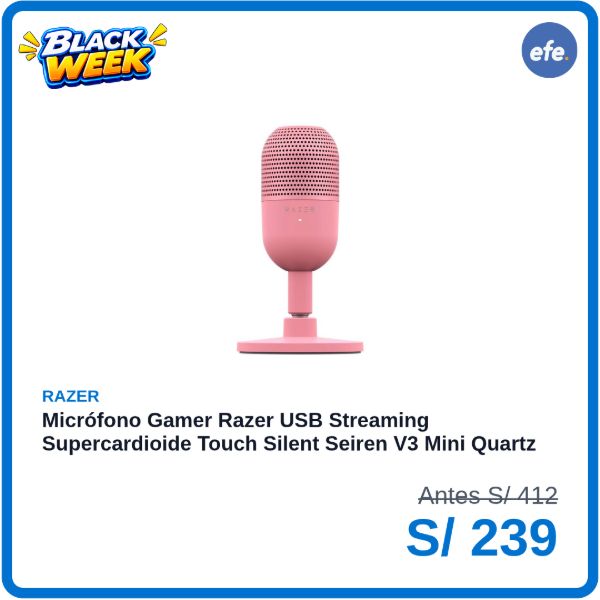 BLACK
WEEK
efe.
RAZER
RAZER
Micrófono Gamer Razer USB Streaming
Supercardioide Touch Silent Seiren V3 Mini Quartz
Antes S/ 412
S/ 239